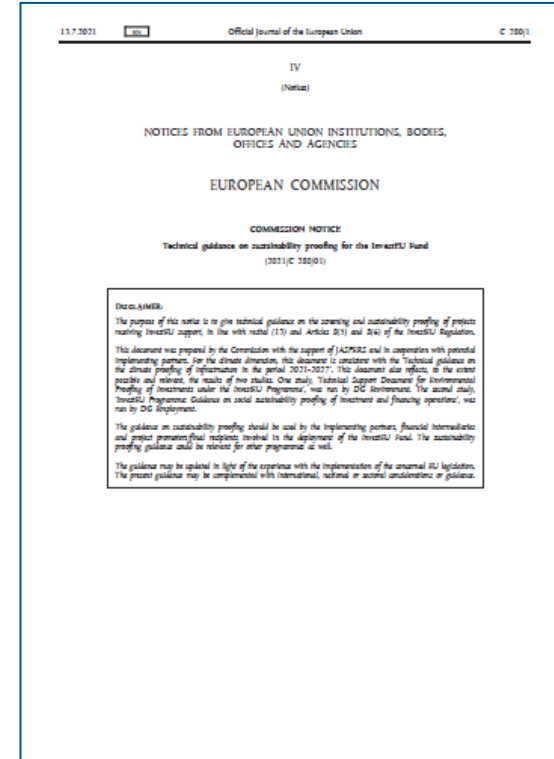 13.7.2021 EN Official Journal of the European Union C 280/1
IV
(Notices)
NOTICES FROM EUROPEAN UNION INSTITUTIONS, BODIES,
OFFICES AND AGENCIES
EUROPEAN COMMISSION
COMMISSION NOTICE
Technical guidance on sustainability proofing for the InvestEU Fund
(2021/C 280/01)
DISCLAIMER:
The purpose of this notice is to give technical guidance on the screening and sustainability proofing of projects
receiving InvestEU support, in line with recital (13) and Articles 8(5) and 8(6) of the InvestEU Regulation.
This document was prepared by the Commission with the support of JASPERS and in cooperation with potential
implementing partners. For the climate dimension, this document is consistent with the 'Technical guidance on
the climate proofing of infrastructure in the period 2021-2027'. This document also reflects, to the extent
possible and relevant, the results of two studies. One study, 'Technical Support Document for Environmental
Proofing of Investments under the InvestEU Programme', was run by DG Environment. The second study,
'InvestEU Programme Guidance on social sustainability proofing of investment and financing operations', was
run by DG Employment.
The guidance on sustainability proofing should be used by the implementing partners, financial intermediaries
and project promoters/final recipients involved in the deployment of the InvestEU Fund. The sustainability
proofing guidance could be relevant for other programmes as well.
The guidance may be updated in light of the experience with the implementation of the concerned EU legislation.
The present guidance may be complemented with international, national or sectoral considerations or guidance.